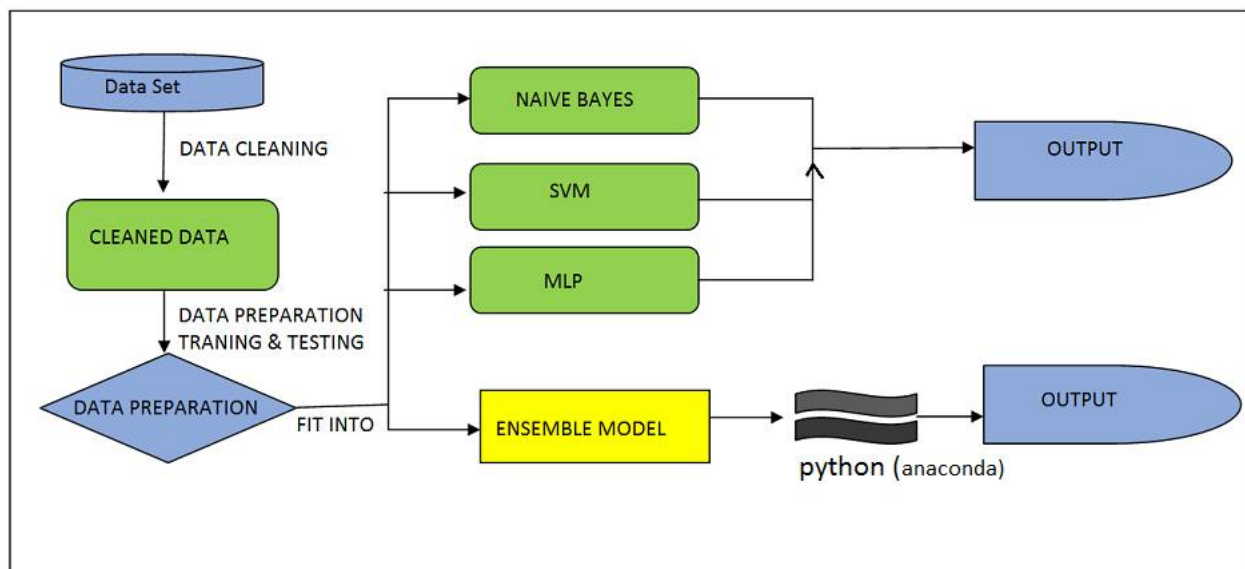 Data Set
DATA CLEANING
CLEANED DATA
DATA PREPARATION
TRANING & TESTING
DATA PREPARATION
FIT INTO
NAIVE BAYES
SVM
MLP
OUTPUT
ENSEMBLE MODEL
python (anaconda)
OUTPUT